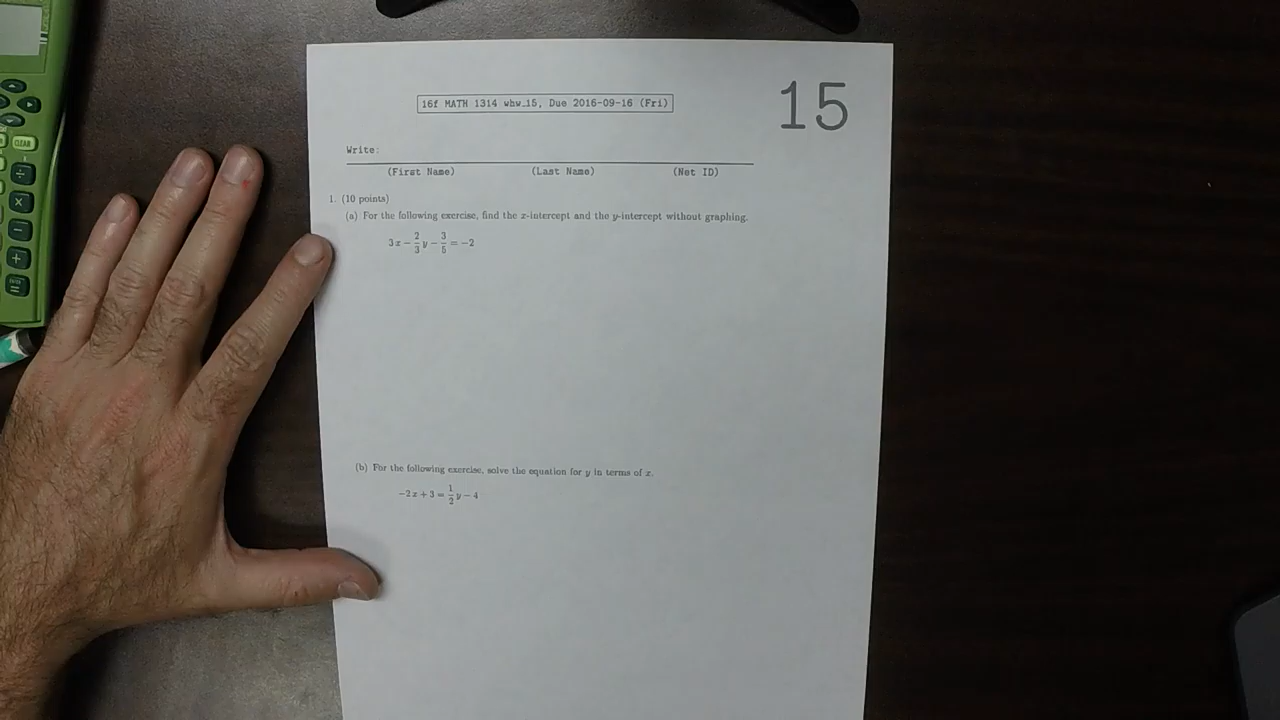 16f MATH 1314 whw_15, Due 2016-09-16 (Fri)
15
Write:
(First Name) (Last Name) (Net ID)
1. (10 points)
(a) For the following exercise, find the x-intercept and the y-intercept without graphing.
3x − 2/3 y − 3/5 = −2
(b) For the following exercise, solve the equation for y in terms of x.
−2x + 3 = 1/2 y − 4
CLEAR
÷
×
−
+
ENTER
=